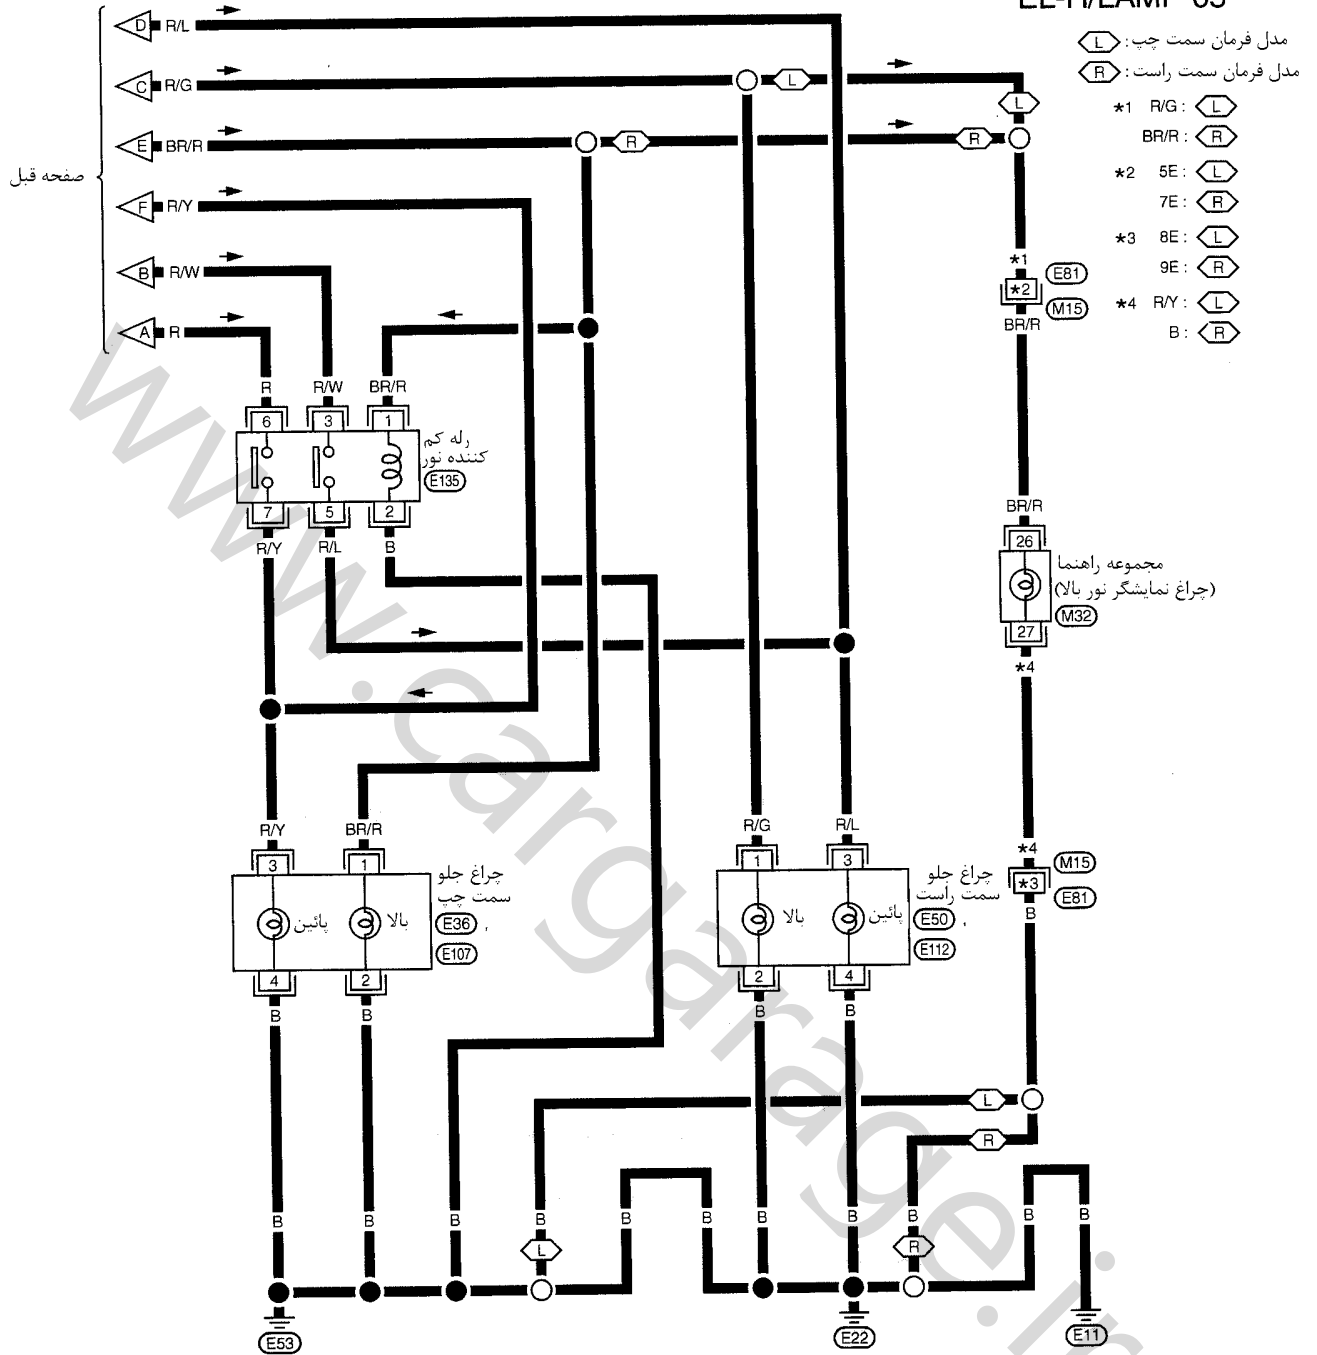 EL-H/LAMP-03
مدل فرمان سمت چپ: L
مدل فرمان سمت راست: R
*1 R/G: L
BR/R: R
*2 5E: L
7E: R
*3 8E: L
9E: R
*4 R/Y: L
B: R
صفحه قبل
D R/L
C R/G L
L
E BR/R R R
F R/Y
B R/W
A R
*1
*2 E81
M15
BR/R
R R/W BR/R
6 3 1
رله کم
کننده نور
E135
7 5 2
R/Y R/L B
BR/R
26
مجموعه راهنما
(چراغ نمایشگر نور بالا)
M32
27
*4
R/Y BR/R
3 1
چراغ جلو
سمت چپ
E36 ,
E107
پائین بالا
4 2
B B
R/G R/L
1 3
چراغ جلو
سمت راست
E50 ,
E112
بالا پائین
2 4
B B
*4
M15
*3
E81
B
L
R
B B B B B B B B B B B
L R
E53 E22 E11
www.cargarage.ir